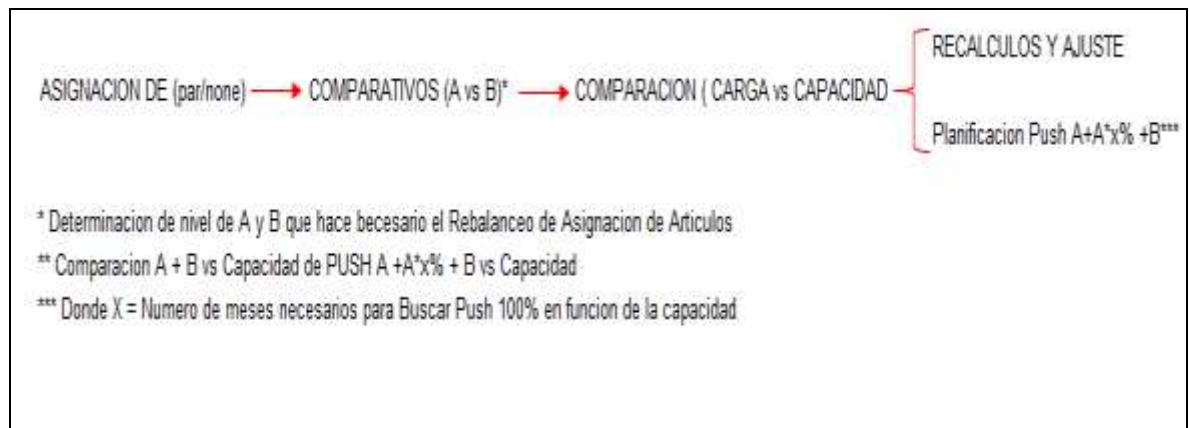 RECALCULOS Y AJUSTE
ASIGNACION DE (par/none) COMPARATIVOS (A vs B)* COMPARACION ( CARGA vs CAPACIDAD
Planificacion Push A+A*x% +B***
* Determinacion de nivel de A y B que hace becesario el Rebalanceo de Asignacion de Articulos
** Comparacion A + B vs Capacidad de PUSH A +A*x% + B vs Capacidad
*** Donde X = Numero de meses necesarios para Buscar Push 100% en funcion de la capacidad